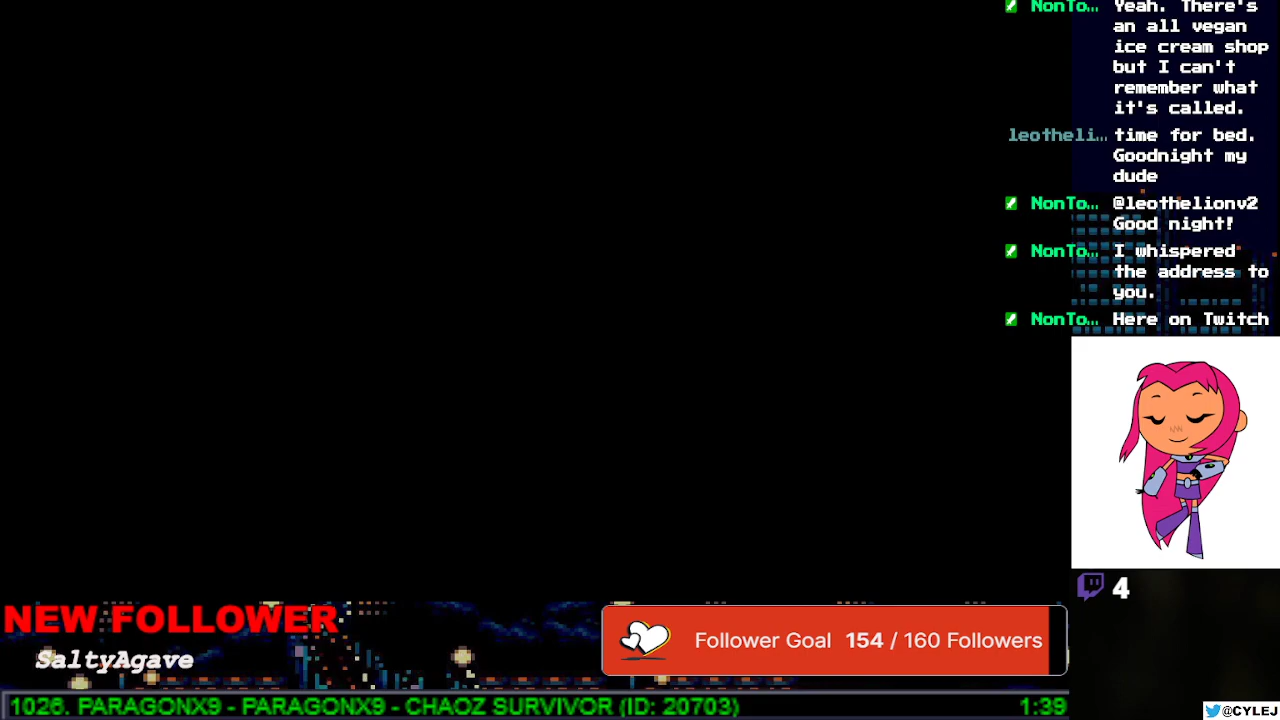 NonTo... Yeah. There's
an all vegan
ice cream shop
but I can't
remember what
it's called.
leotheli... time for bed.
Goodnight my
dude
NonTo... @leothelionv2
Good night!
NonTo... I whispered
the address to
you.
NonTo... Here on Twitch
4
NEW FOLLOWER
SaltyAgave
Follower Goal 154 / 160 Followers
1026. PARAGONX9 - PARAGONX9 - CHAOZ SURVIVOR (ID: 20703) 1:39
@CYLEJ